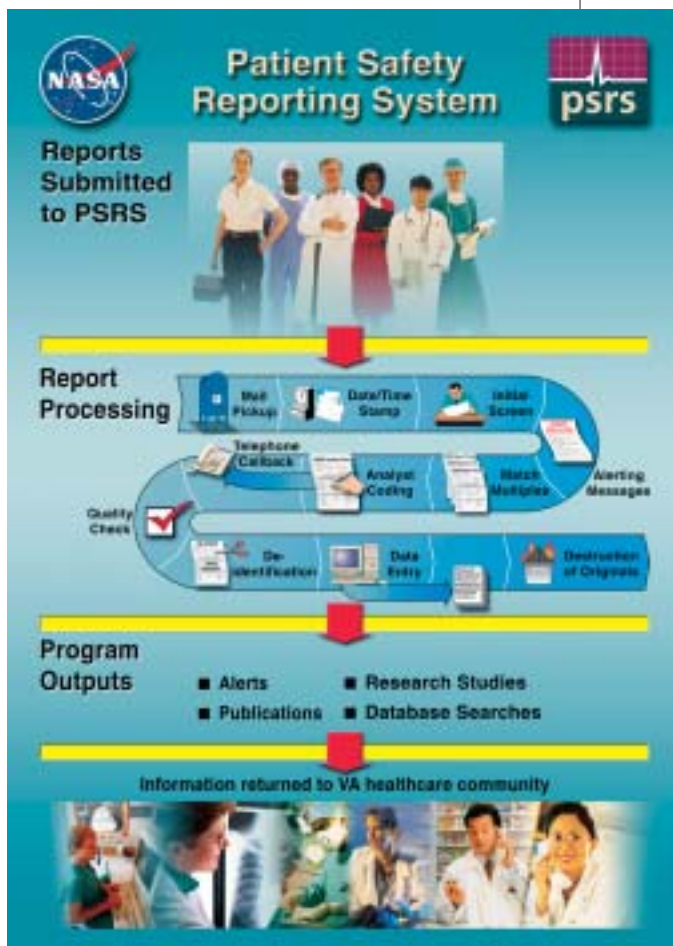 NASA
Patient Safety
Reporting System
psrs
Reports
Submitted
to PSRS
Report
Processing
Mail
Pickup
Date/Time
Stamp
Initial
Screen
Alerting
Messages
Match
Multiples
Analyst
Coding
Telephone
Callback
Quality
Check
De-
identification
Data
Entry
Destruction
of Originals
Program
Outputs
■ Alerts
■ Research Studies
■ Publications
■ Database Searches
Information returned to VA healthcare community